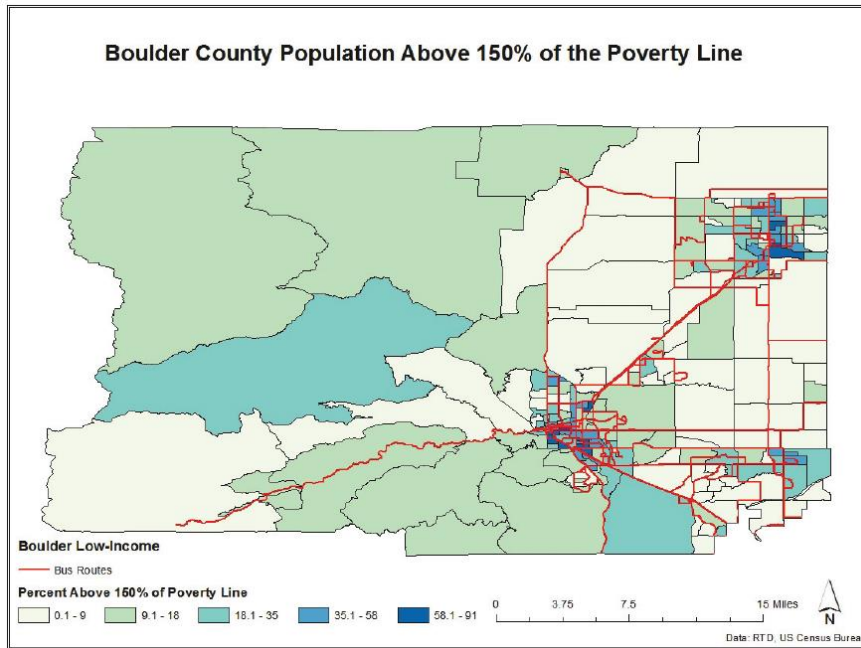 Boulder County Population Above 150% of the Poverty Line
Boulder Low-Income
Bus Routes
Percent Above 150% of Poverty Line
0.1 - 9 9.1 - 18 18.1 - 35 35.1 - 58 58.1 - 91
0 3.75 7.5 15 Miles
N
Data: RTD, US Census Burea